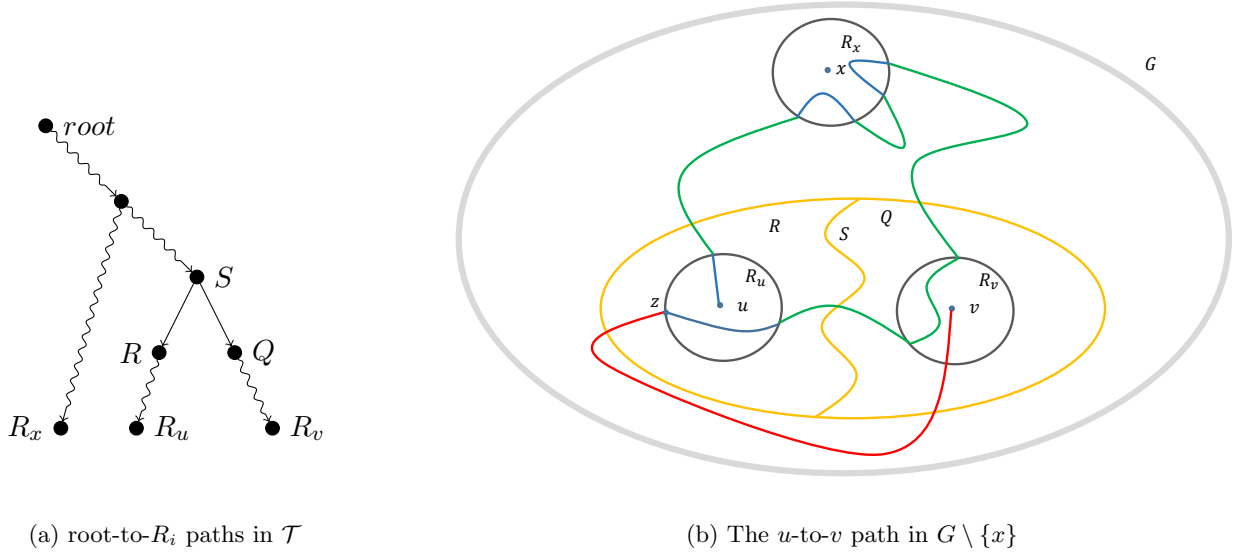 root
S
R
Q
R_x
R_u
R_v
(a) root-to-R_i paths in 𝒯
R_x
x
G
R
Q
S
R_u
R_v
z
u
v
(b) The u-to-v path in G \ {x}